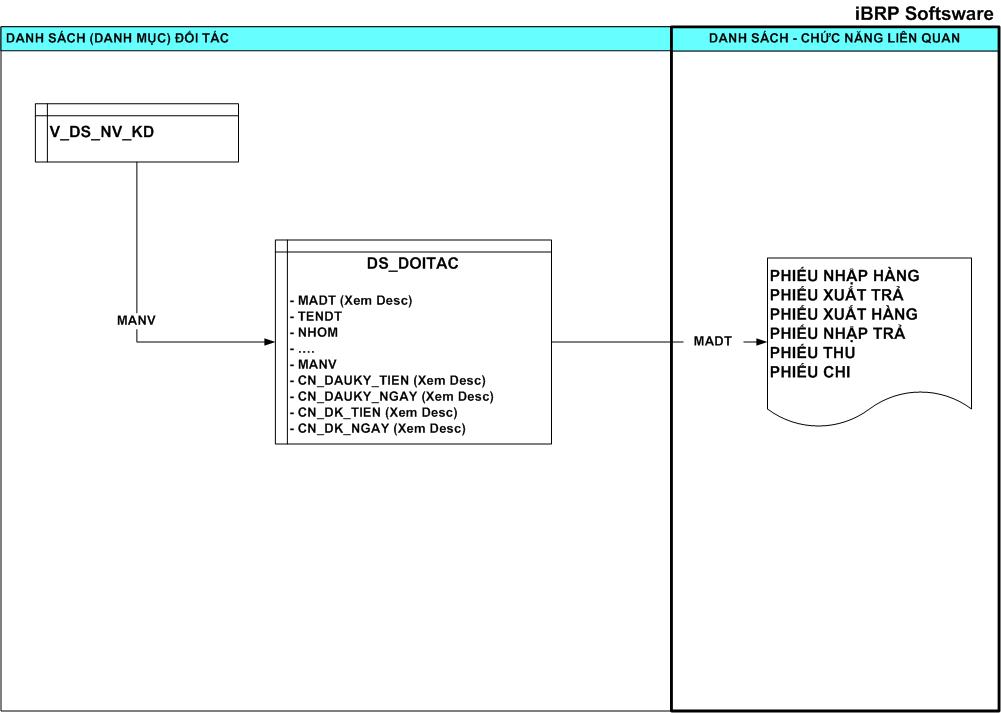 iBRP Softsware
DANH SÁCH (DANH MỤC) ĐỐI TÁC
DANH SÁCH - CHỨC NĂNG LIÊN QUAN
V_DS_NV_KD
MANV
DS_DOITAC
- MADT (Xem Desc)
- TENDT
- NHOM
- ....
- MANV
- CN_DAUKY_TIEN (Xem Desc)
- CN_DAUKY_NGAY (Xem Desc)
- CN_DK_TIEN (Xem Desc)
- CN_DK_NGAY (Xem Desc)
MADT
PHIẾU NHẬP HÀNG
PHIẾU XUẤT TRẢ
PHIẾU XUẤT HÀNG
PHIẾU NHẬP TRẢ
PHIẾU THU
PHIẾU CHI